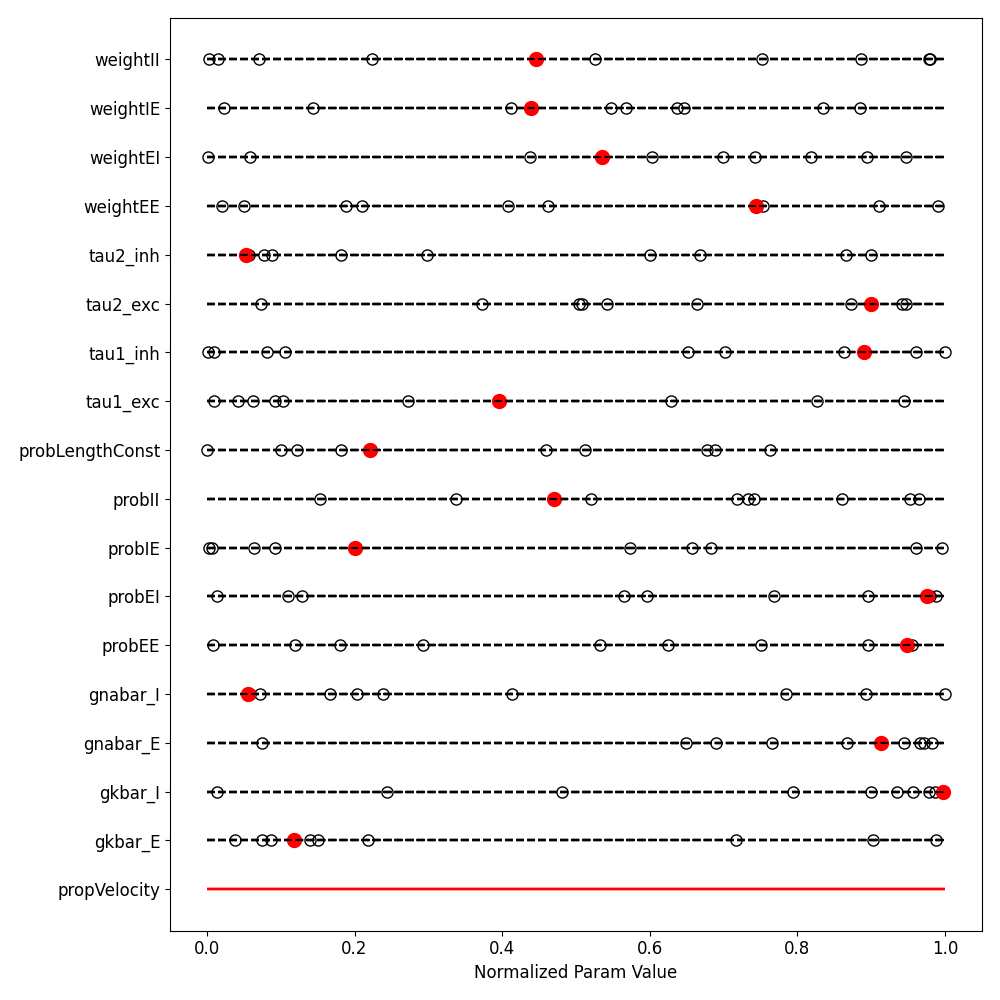 weightII
weightIE
weightEI
weightEE
tau2_inh
tau2_exc
tau1_inh
tau1_exc
probLengthConst
probII
probIE
probEI
probEE
gnabar_I
gnabar_E
gkbar_I
gkbar_E
propVelocity
0.0 0.2 0.4 0.6 0.8 1.0
Normalized Param Value